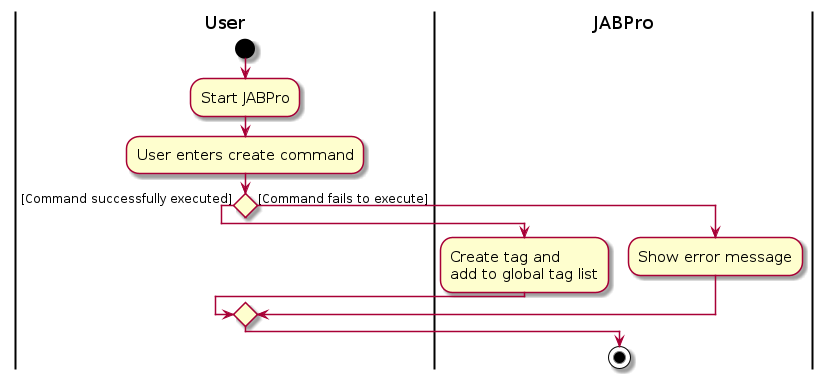 User
JABPro
Start JABPro
User enters create command
[Command successfully executed]
[Command fails to execute]
Create tag and
add to global tag list
Show error message